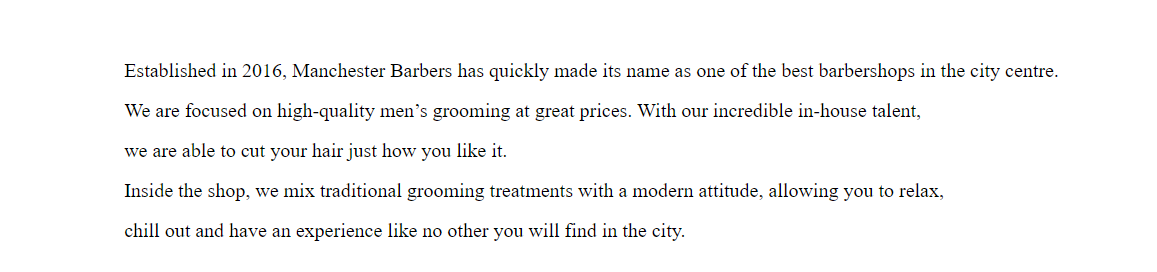 Established in 2016, Manchester Barbers has quickly made its name as one of the best barbershops in the city centre.
We are focused on high-quality men’s grooming at great prices. With our incredible in-house talent,
we are able to cut your hair just how you like it.
Inside the shop, we mix traditional grooming treatments with a modern attitude, allowing you to relax,
chill out and have an experience like no other you will find in the city.